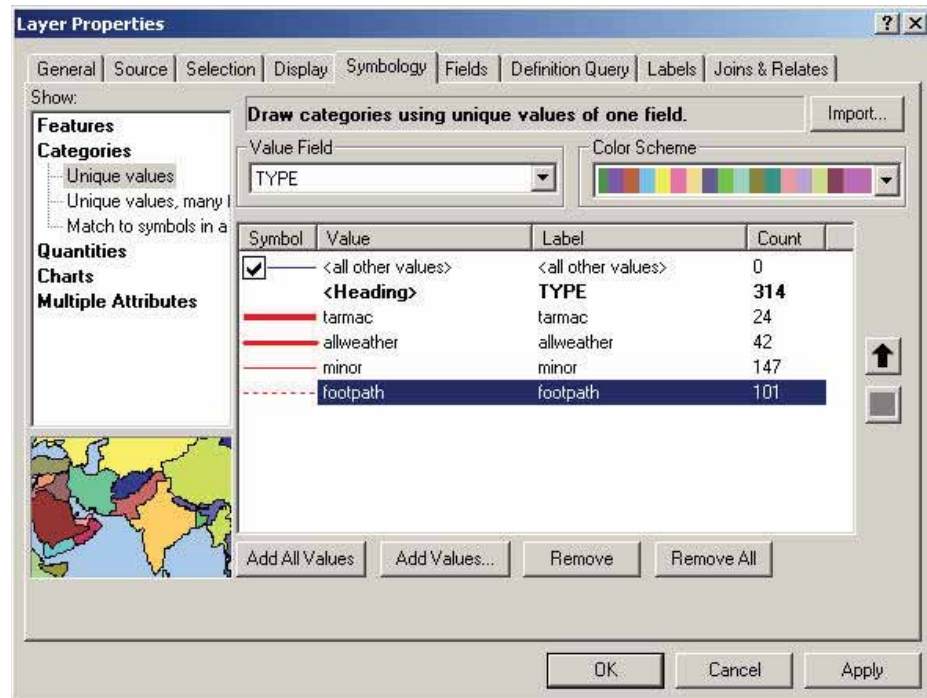 Layer Properties
General Source Selection Display Symbology Fields Definition Query Labels Joins & Relates
Show:
Features
Categories
Unique values
Unique values, many
Match to symbols in a
Quantities
Charts
Multiple Attributes
Draw categories using unique values of one field.
Import...
Value Field
TYPE
Color Scheme
Symbol Value Label Count
<all other values> <all other values> 0
<Heading> TYPE 314
tarmac tarmac 24
allweather allweather 42
minor minor 147
footpath footpath 101
Add All Values Add Values... Remove Remove All
OK Cancel Apply